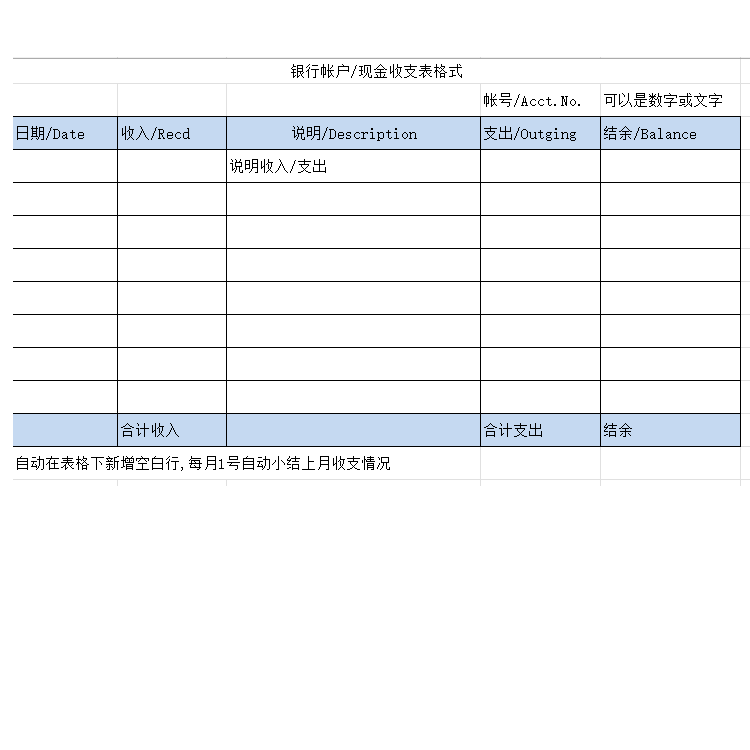 银行帐户/现金收支表格式
帐号/Acct.No. 可以是数字或文字
日期/Date 收入/Recd 说明/Description 支出/Outging 结余/Balance
说明收入/支出
合计收入 合计支出 结余
自动在表格下新增空白行,每月1号自动小结上月收支情况